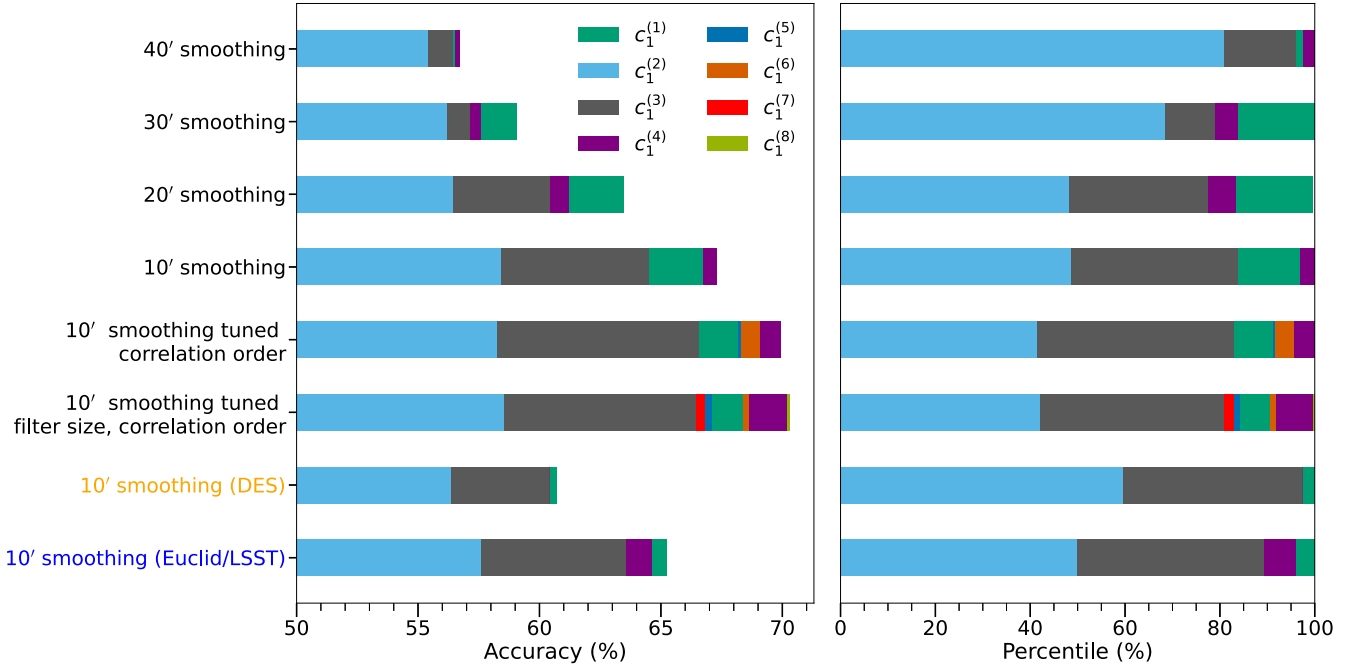 40′ smoothing
30′ smoothing
20′ smoothing
10′ smoothing
10′ smoothing tuned
correlation order
10′ smoothing tuned
filter size, correlation order
10′ smoothing (DES)
10′ smoothing (Euclid/LSST)
c₁⁽¹⁾ c₁⁽⁵⁾
c₁⁽²⁾ c₁⁽⁶⁾
c₁⁽³⁾ c₁⁽⁷⁾
c₁⁽⁴⁾ c₁⁽⁸⁾
50 55 60 65 70
Accuracy (%)
0 20 40 60 80 100
Percentile (%)